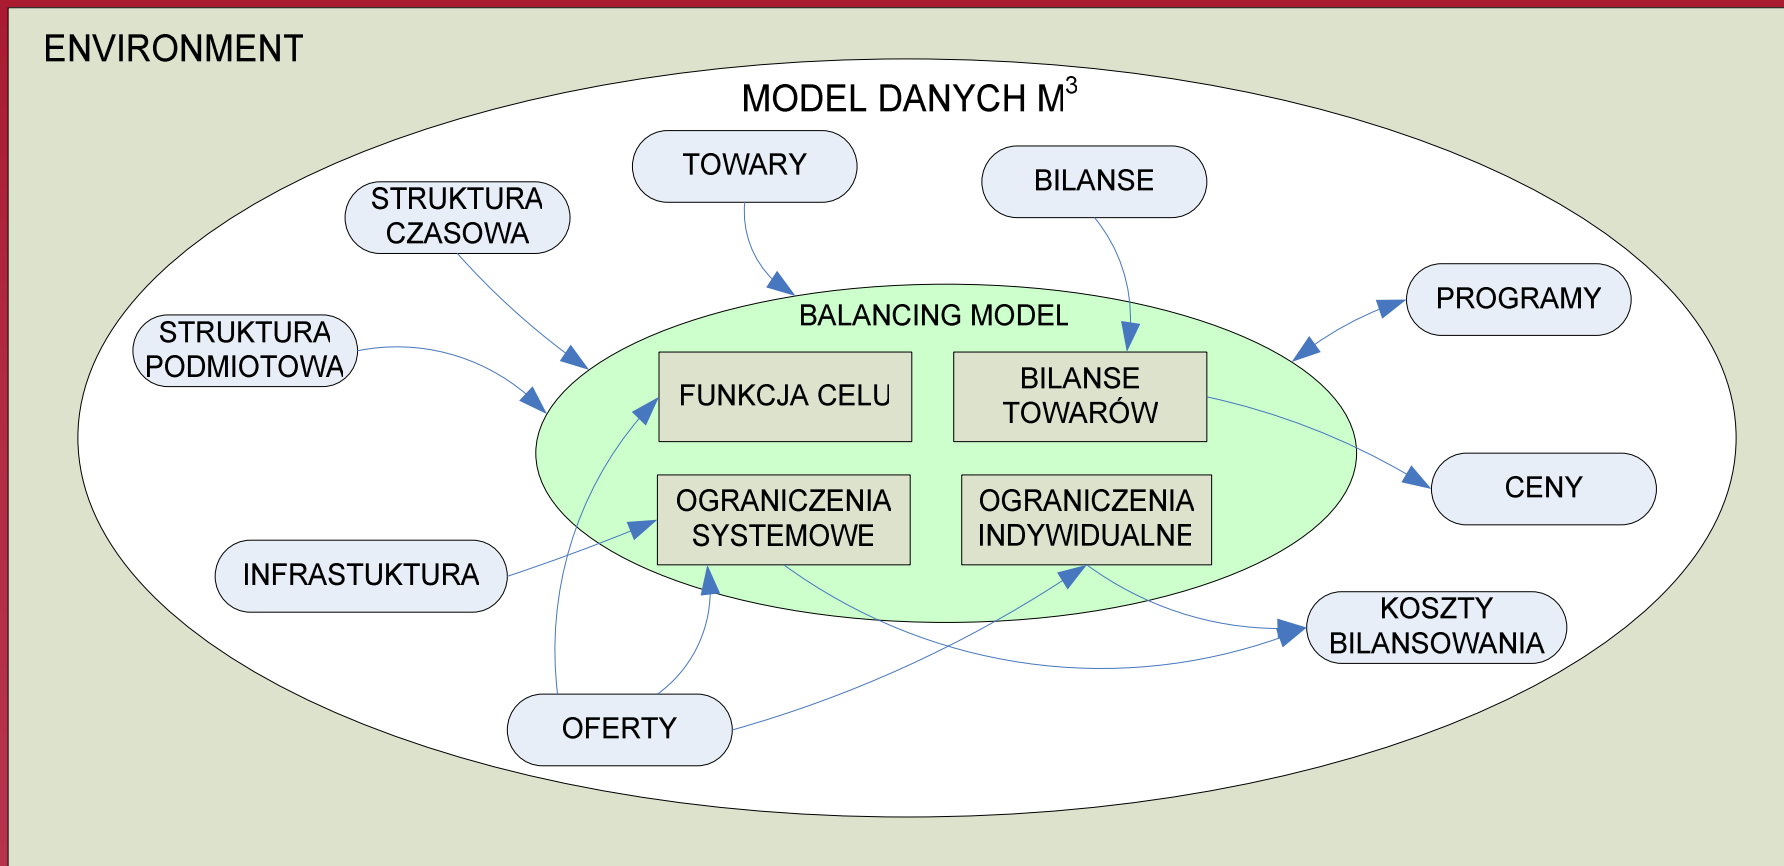 ENVIRONMENT
MODEL DANYCH M³
TOWARY
BILANSE
STRUKTURA
CZASOWA
PROGRAMY
STRUKTURA
PODMIOTOWA
BALANCING MODEL
FUNKCJA CELU
BILANSE
TOWARÓW
CENY
OGRANICZENIA
SYSTEMOWE
OGRANICZENIA
INDYWIDUALNE
INFRASTUKTURA
KOSZTY
BILANSOWANIA
OFERTY